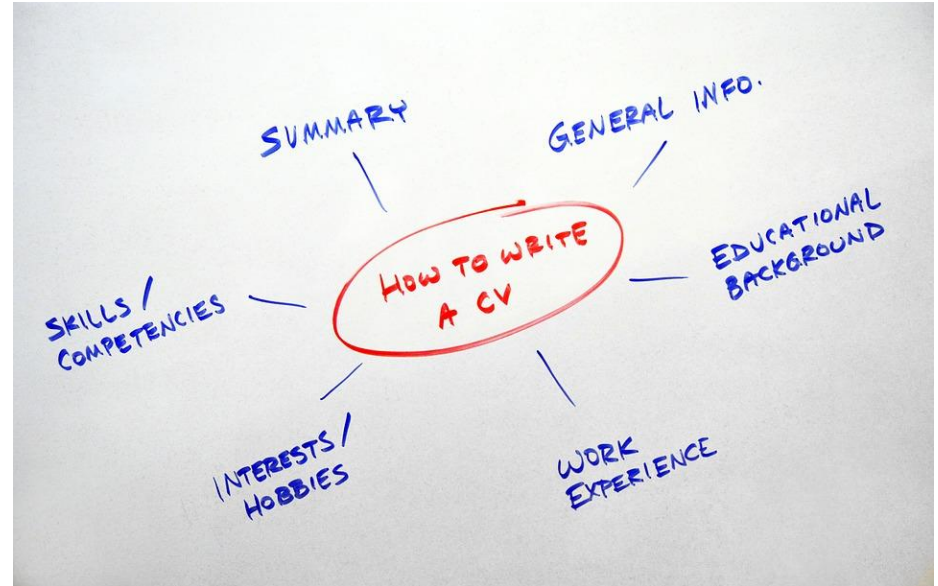 SUMMARY
GENERAL INFO.
HOW TO WRITE
A CV
EDUCATIONAL
BACKGROUND
SKILLS /
COMPETENCIES
INTERESTS /
HOBBIES
WORK
EXPERIENCE